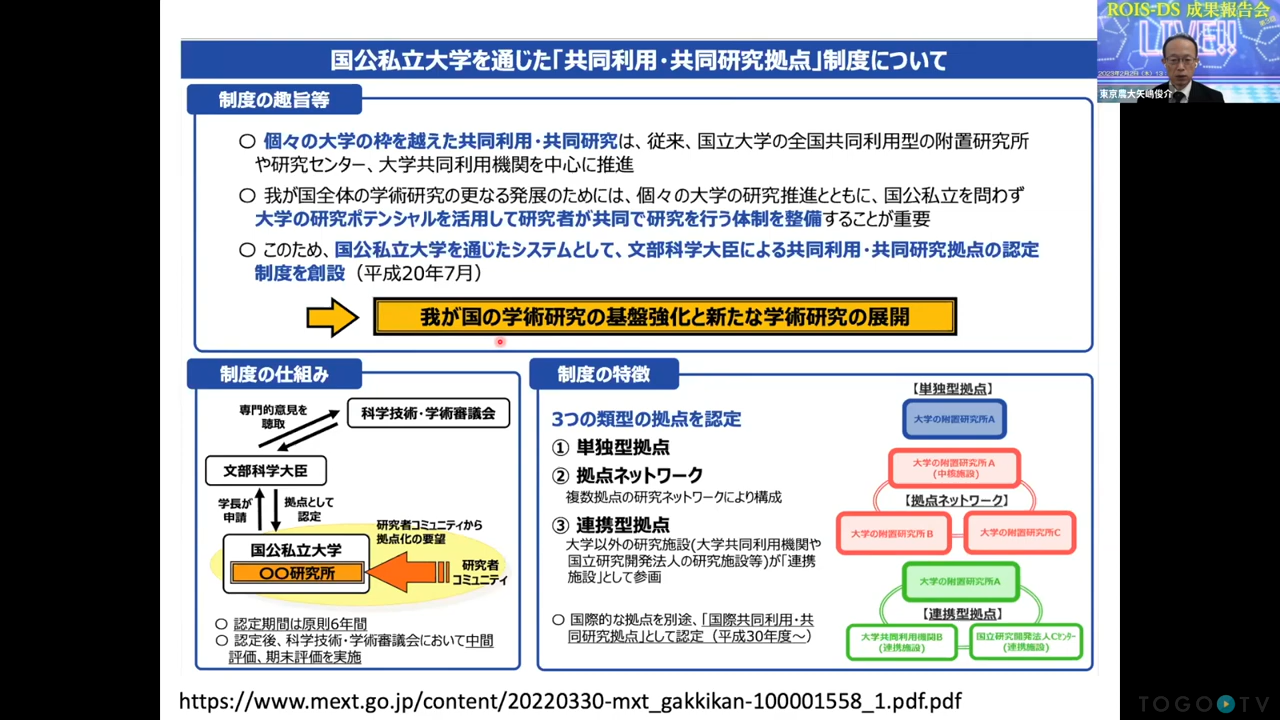 ROIS-DS 成果報告会
LIVE!!
東京農大矢嶋俊介
国公私立大学を通じた「共同利用・共同研究拠点」制度について
制度の趣旨等
○ 個々の大学の枠を越えた共同利用・共同研究は、従来、国立大学の全国共同利用型の附置研究所
や研究センター、大学共同利用機関を中心に推進
○ 我が国全体の学術研究の更なる発展のためには、個々の大学の研究推進とともに、国公私立を問わず
大学の研究ポテンシャルを活用して研究者が共同で研究を行う体制を整備することが重要
○ このため、国公私立大学を通じたシステムとして、文部科学大臣による共同利用・共同研究拠点の認定
制度を創設（平成20年7月）
我が国の学術研究の基盤強化と新たな学術研究の展開
制度の仕組み
専門的意見を
聴取
科学技術・学術審議会
文部科学大臣
学長が
申請
拠点として
認定
国公私立大学
〇〇研究所
研究者コミュニティから
拠点化の要望
研究者
コミュニティ
○ 認定期間は原則6年間
○ 認定後、科学技術・学術審議会において中間
評価、期末評価を実施
制度の特徴
3つの類型の拠点を認定
① 単独型拠点
② 拠点ネットワーク
複数拠点の研究ネットワークにより構成
③ 連携型拠点
大学以外の研究施設(大学共同利用機関や
国立研究開発法人の研究施設等)が「連携
施設」として参画
○ 国際的な拠点を別途、「国際共同利用・共
同研究拠点」として認定（平成30年度～）
【単独型拠点】
大学の附置研究所A
大学の附置研究所A
(中核施設)
【拠点ネットワーク】
大学の附置研究所B
大学の附置研究所C
大学の附置研究所A
【連携型拠点】
大学共同利用機関B
(連携施設)
国立研究開発法人Cｾﾝﾀｰ
(連携施設)
https://www.mext.go.jp/content/20220330-mxt_gakkikan-100001558_1.pdf.pdf
TOGO TV